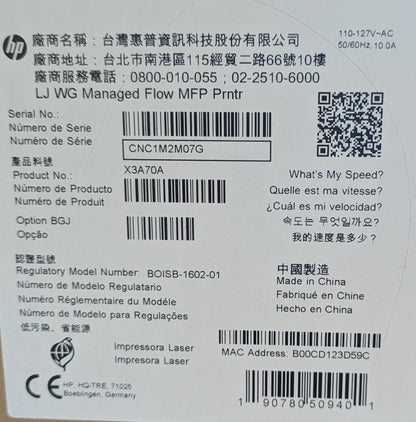 hp
廠商名稱：台灣惠普資訊科技股份有限公司
廠商地址：台北市南港區115經貿二路66號10樓
廠商服務電話：0800-010-055；02-2510-6000
LJ WG Managed Flow MFP Prntr
110-127V~AC
50/60Hz, 10.0A
Serial No.:
Número de Serie
Numéro de Série
CNC1M2M07G
產品料號
Product No.:
X3A70A
Número de Producto
Numéro de Produit
Option BGJ
Opção
What's My Speed?
Quelle est ma vitesse?
¿Cuál es mi velocidad?
속도는 무엇일까요?
我的速度是多少？
認證型號
Regulatory Model Number: BOISB-1602-01
Número de Modelo Regulatario
Numéro Réglementaire du Modéle
Número de Modelo para Regulações
低污染、省能源
中國製造
Made in China
Fabriqué en Chine
Hecho en China
Impresora Laser
Impressora Laser
MAC Address: B00CD123D59C
CE
HP, HQ-TRE, 71025
Boeblingen, Germany
1 90780 50940 1